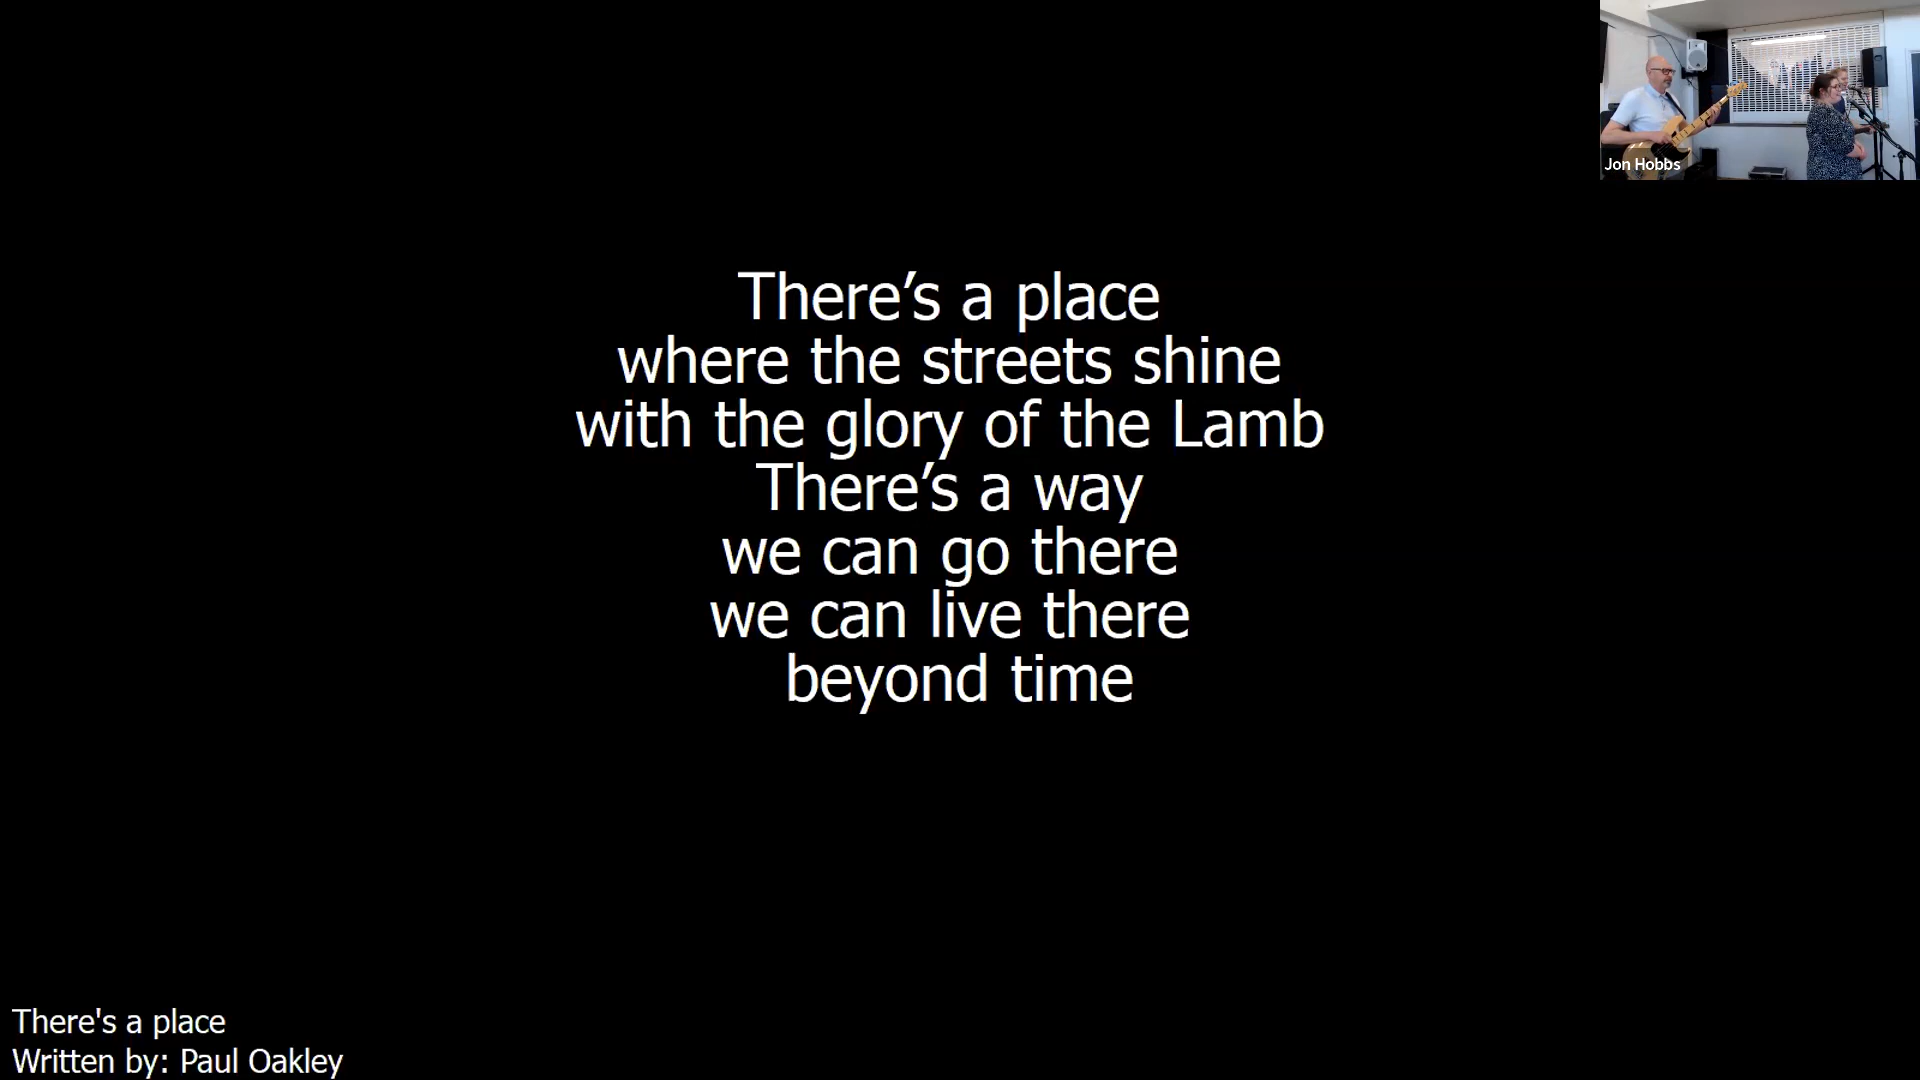 Jon Hobbs
There’s a place
where the streets shine
with the glory of the Lamb
There’s a way
we can go there
we can live there
beyond time
There's a place
Written by: Paul Oakley